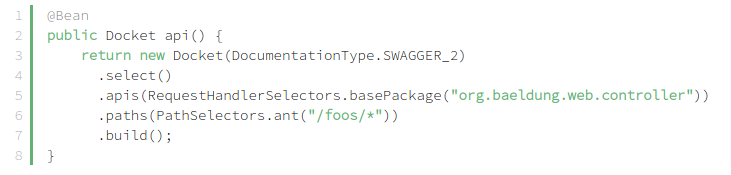 1 @Bean
2 public Docket api() {
3     return new Docket(DocumentationType.SWAGGER_2)
4       .select()
5       .apis(RequestHandlerSelectors.basePackage("org.baeldung.web.controller"))
6       .paths(PathSelectors.ant("/foos/*"))
7       .build();
8 }